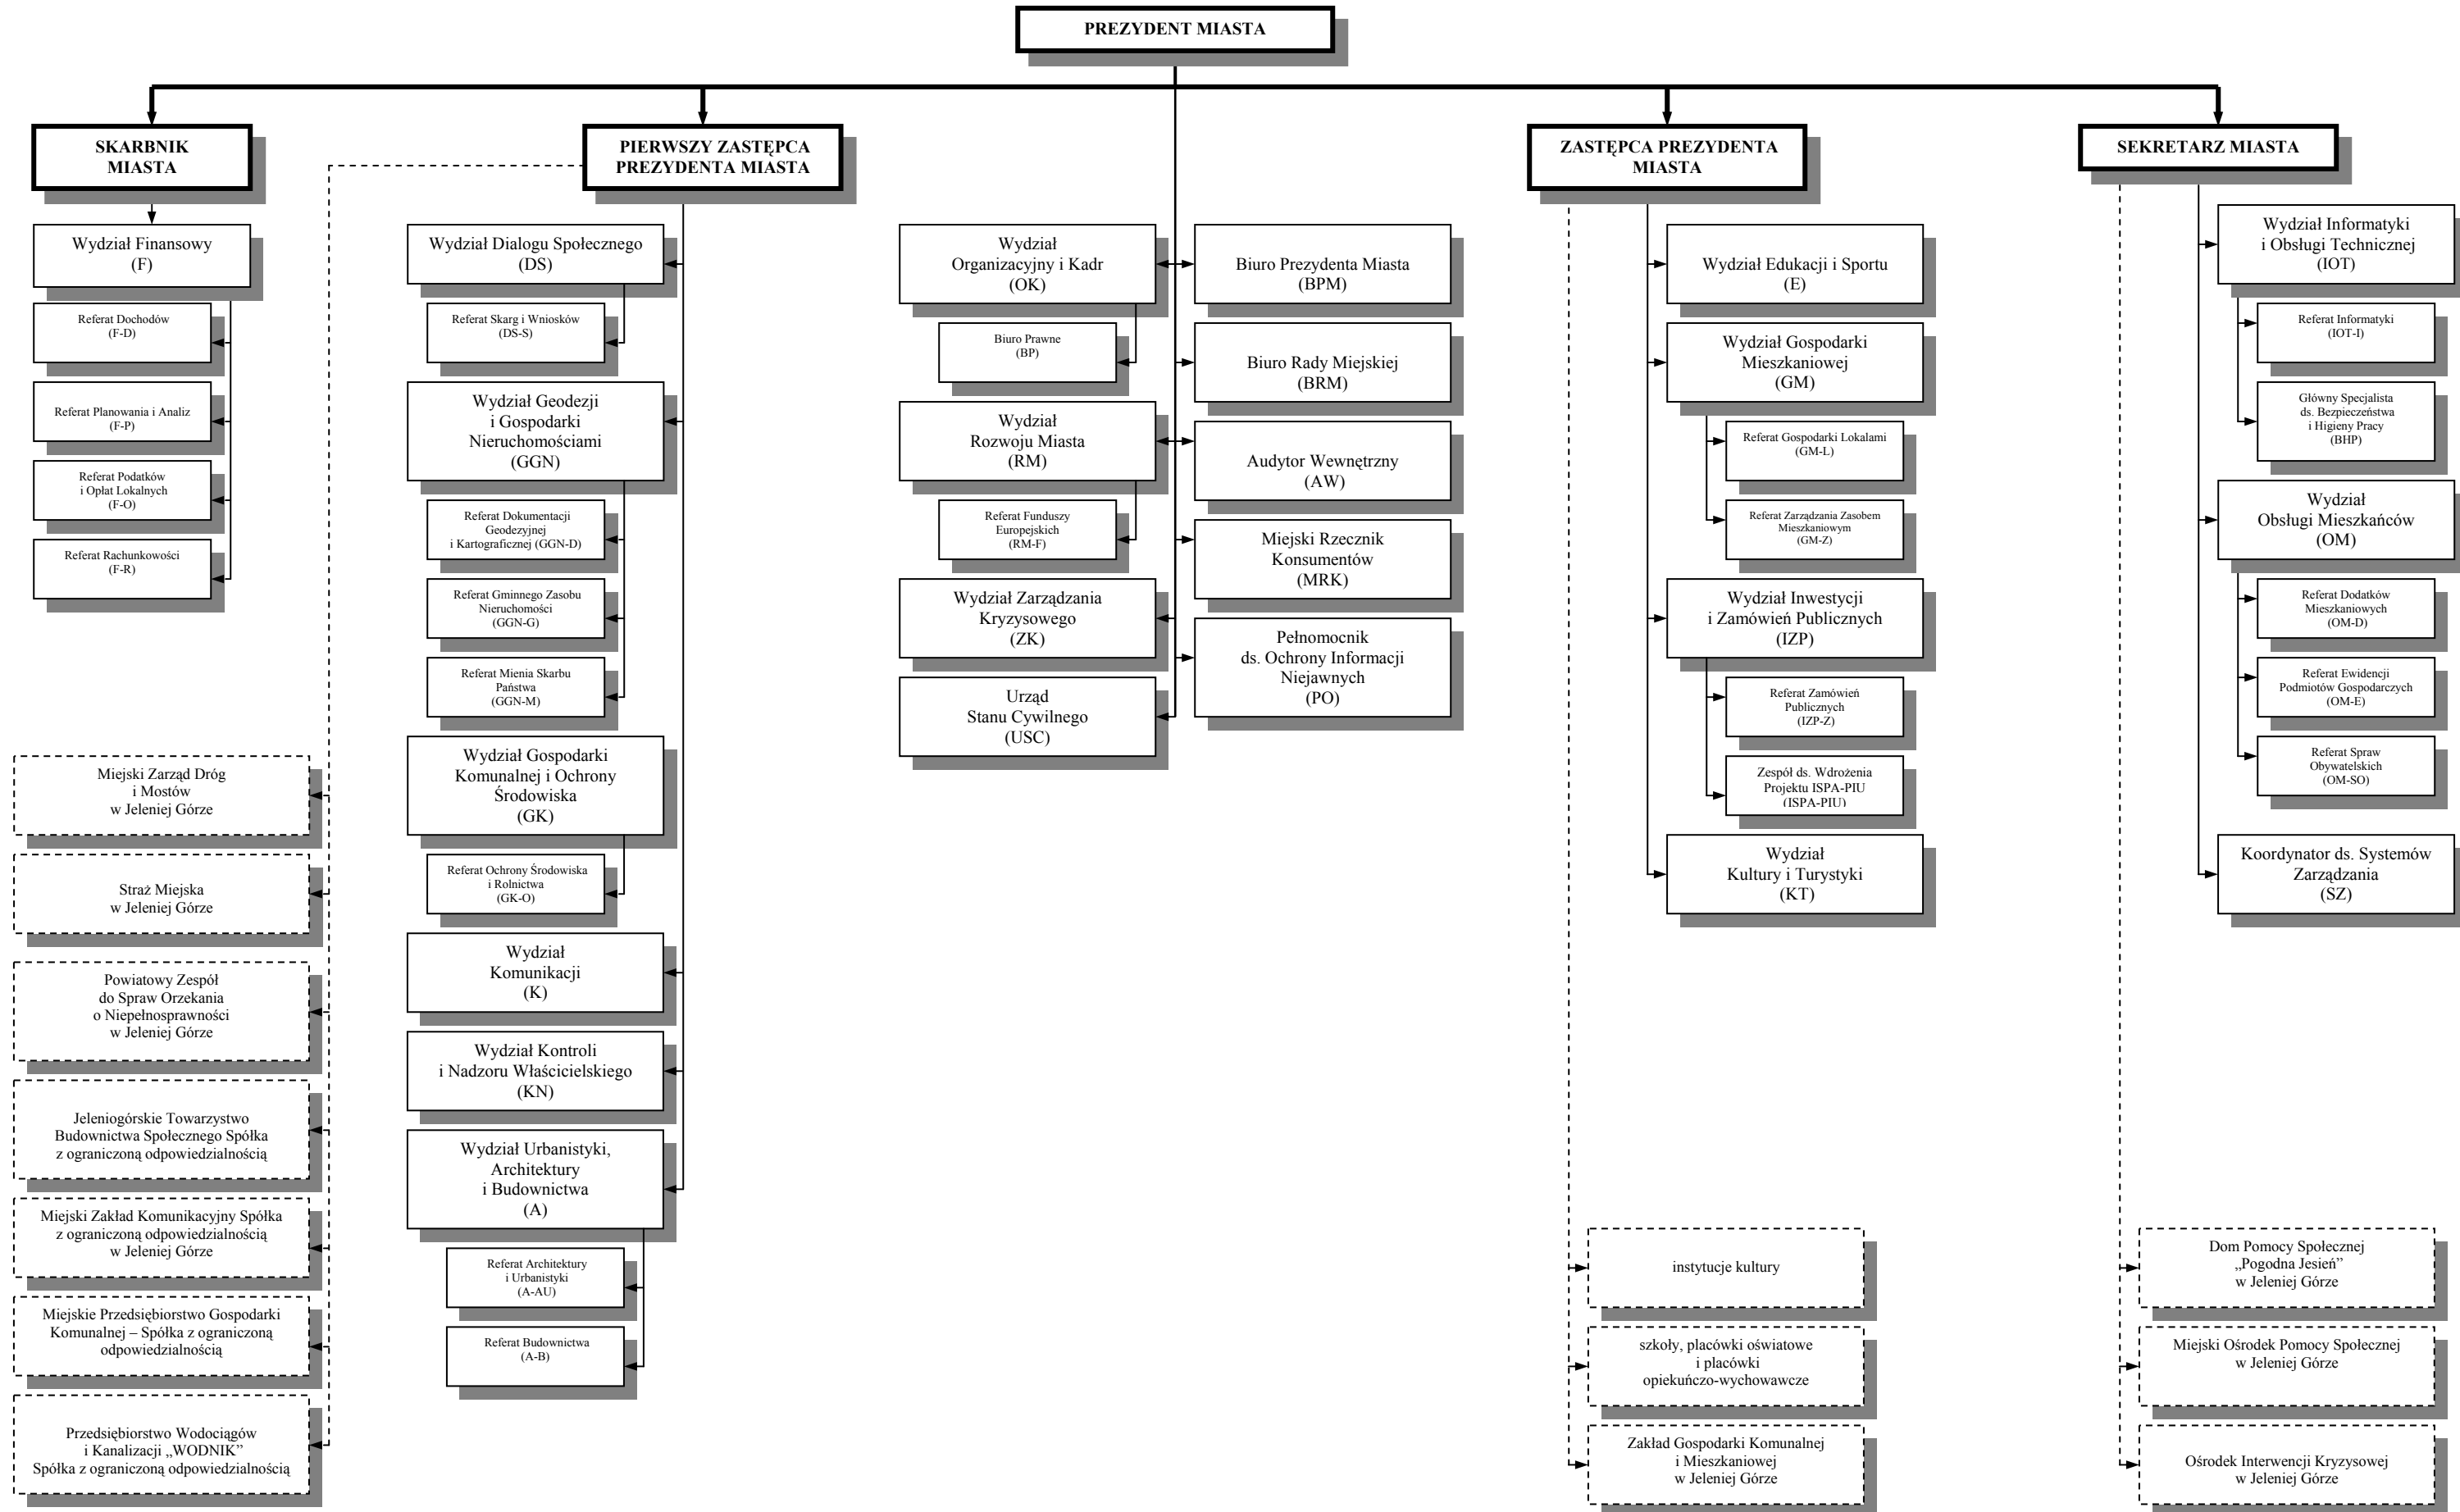 PREZYDENT MIASTA
SKARBNIK
MIASTA
Wydział Finansowy
(F)
Referat Dochodów
(F-D)
Referat Planowania i Analiz
(F-P)
Referat Podatków
i Opłat Lokalnych
(F-O)
Referat Rachunkowości
(F-R)
PIERWSZY ZASTĘPCA
PREZYDENTA MIASTA
Wydział Dialogu Społecznego
(DS)
Referat Skarg i Wniosków
(DS-S)
Wydział Geodezji
i Gospodarki
Nieruchomościami
(GGN)
Referat Dokumentacji
Geodezyjnej
i Kartograficznej (GGN-D)
Referat Gminnego Zasobu
Nieruchomości
(GGN-G)
Referat Mienia Skarbu
Państwa
(GGN-M)
Wydział Gospodarki
Komunalnej i Ochrony
Środowiska
(GK)
Referat Ochrony Środowiska
i Rolnictwa
(GK-O)
Wydział
Komunikacji
(K)
Wydział Kontroli
i Nadzoru Właścicielskiego
(KN)
Wydział Urbanistyki,
Architektury
i Budownictwa
(A)
Referat Architektury
i Urbanistyki
(A-AU)
Referat Budownictwa
(A-B)
Miejski Zarząd Dróg
i Mostów
w Jeleniej Górze
Straż Miejska
w Jeleniej Górze
Powiatowy Zespół
do Spraw Orzekania
o Niepełnosprawności
w Jeleniej Górze
Jeleniogórskie Towarzystwo
Budownictwa Społecznego Spółka
z ograniczoną odpowiedzialnością
Miejski Zakład Komunikacyjny Spółka
z ograniczoną odpowiedzialnością
w Jeleniej Górze
Miejskie Przedsiębiorstwo Gospodarki
Komunalnej – Spółka z ograniczoną
odpowiedzialnością
Przedsiębiorstwo Wodociągów
i Kanalizacji „WODNIK”
Spółka z ograniczoną odpowiedzialnością
Wydział
Organizacyjny i Kadr
(OK)
Biuro Prawne
(BP)
Wydział
Rozwoju Miasta
(RM)
Referat Funduszy
Europejskich
(RM-F)
Wydział Zarządzania
Kryzysowego
(ZK)
Urząd
Stanu Cywilnego
(USC)
Biuro Prezydenta Miasta
(BPM)
Biuro Rady Miejskiej
(BRM)
Audytor Wewnętrzny
(AW)
Miejski Rzecznik
Konsumentów
(MRK)
Pełnomocnik
ds. Ochrony Informacji
Niejawnych
(PO)
ZASTĘPCA PREZYDENTA
MIASTA
Wydział Edukacji i Sportu
(E)
Wydział Gospodarki
Mieszkaniowej
(GM)
Referat Gospodarki Lokalami
(GM-L)
Referat Zarządzania Zasobem
Mieszkaniowym
(GM-Z)
Wydział Inwestycji
i Zamówień Publicznych
(IZP)
Referat Zamówień
Publicznych
(IZP-Z)
Zespół ds. Wdrożenia
Projektu ISPA-PIU
(ISPA-PIU)
Wydział
Kultury i Turystyki
(KT)
instytucje kultury
szkoły, placówki oświatowe
i placówki
opiekuńczo-wychowawcze
Zakład Gospodarki Komunalnej
i Mieszkaniowej
w Jeleniej Górze
SEKRETARZ MIASTA
Wydział Informatyki
i Obsługi Technicznej
(IOT)
Referat Informatyki
(IOT-I)
Główny Specjalista
ds. Bezpieczeństwa
i Higieny Pracy
(BHP)
Wydział
Obsługi Mieszkańców
(OM)
Referat Dodatków
Mieszkaniowych
(OM-D)
Referat Ewidencji
Podmiotów Gospodarczych
(OM-E)
Referat Spraw
Obywatelskich
(OM-SO)
Koordynator ds. Systemów
Zarządzania
(SZ)
Dom Pomocy Społecznej
„Pogodna Jesień”
w Jeleniej Górze
Miejski Ośrodek Pomocy Społecznej
w Jeleniej Górze
Ośrodek Interwencji Kryzysowej
w Jeleniej Górze